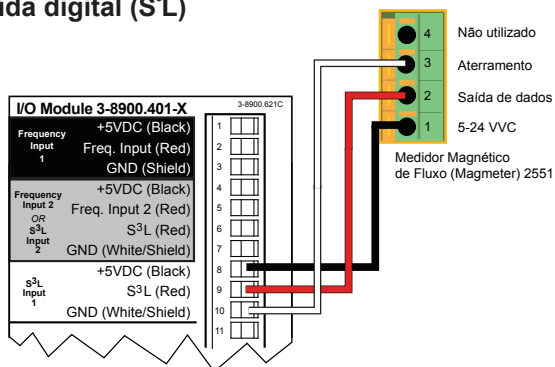 ida digital (S³L)
4 Não utilizado
3 Aterramento
2 Saída de dados
1 5-24 VVC
Medidor Magnético
de Fluxo (Magmeter) 2551
I/O Module 3-8900.401-X
3-8900.621C
Frequency
Input
1
+5VDC (Black)
Freq. Input (Red)
GND (Shield)
Frequency
Input 2
OR
S³L
Input
2
+5VDC (Black)
Freq. Input 2 (Red)
S³L (Red)
GND (White/Shield)
S³L
Input
1
+5VDC (Black)
S³L (Red)
GND (White/Shield)
1
2
3
4
5
6
7
8
9
10
11